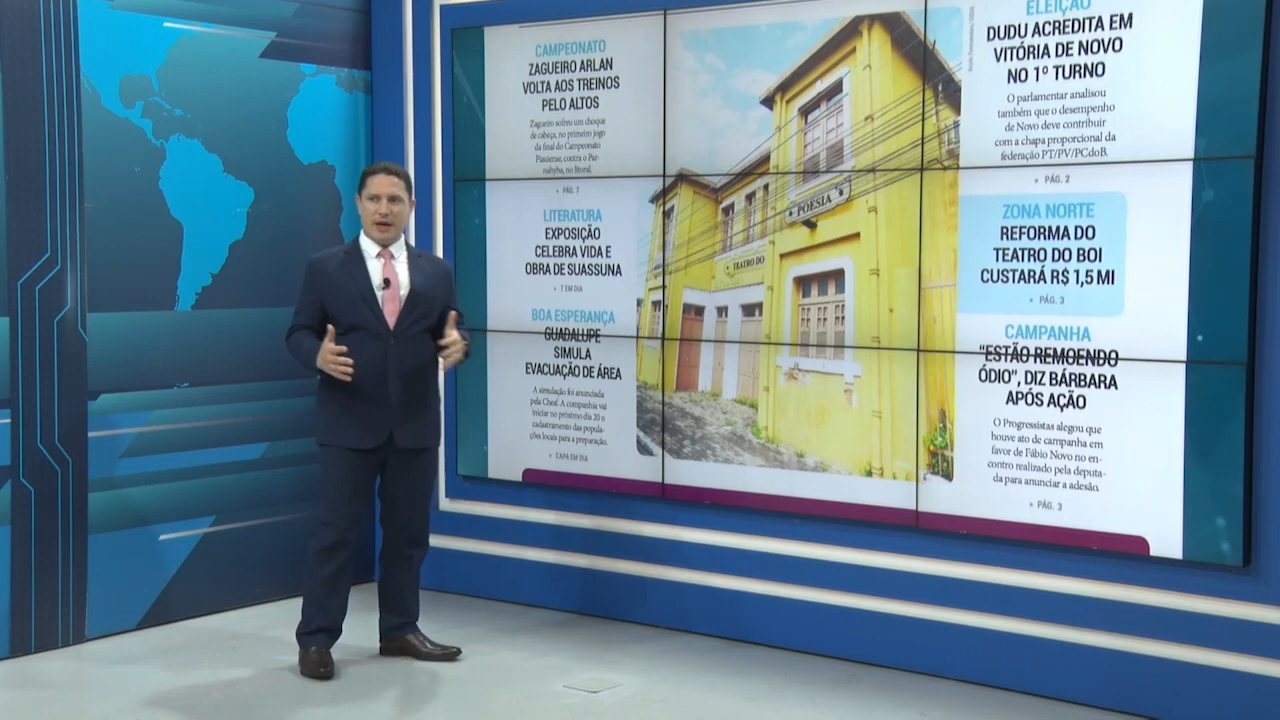 CAMPEONATO
ZAGUEIRO ARLAN
VOLTA AOS TREINOS
PELO ALTOS
Zagueiro sofreu um choque
de cabeça, no primeiro jogo
da final do Campeonato
Piauiense, contra o Par-
nahyba, no litoral.
PÁG. 7
LITERATURA
EXPOSIÇÃO
CELEBRA VIDA E
OBRA DE SUASSUNA
7 EM DIA
BOA ESPERANÇA
GUADALUPE
SIMULA
EVACUAÇÃO DE ÁREA
A simulação foi anunciada
pela Chesf. A companhia vai
iniciar no próximo dia 20 o
cadastramento das popula-
ções locais para a preparação.
CAPA EM DIA
POESIA
TEATRO DO
ELEIÇÃO
DUDU ACREDITA EM
VITÓRIA DE NOVO
NO 1º TURNO
O parlamentar analisou
também que o desempenho
de Novo deve contribuir
com a chapa proporcional da
federação PT/PV/PCdoB.
PÁG. 2
ZONA NORTE
REFORMA DO
TEATRO DO BOI
CUSTARÁ R$ 1,5 MI
PÁG. 3
CAMPANHA
“ESTÃO REMOENDO
ÓDIO”, DIZ BÁRBARA
APÓS AÇÃO
O Progressistas alegou que
houve ato de campanha em
favor de Fábio Novo no en-
contro realizado pela deputa-
da para anunciar a adesão.
PÁG. 3